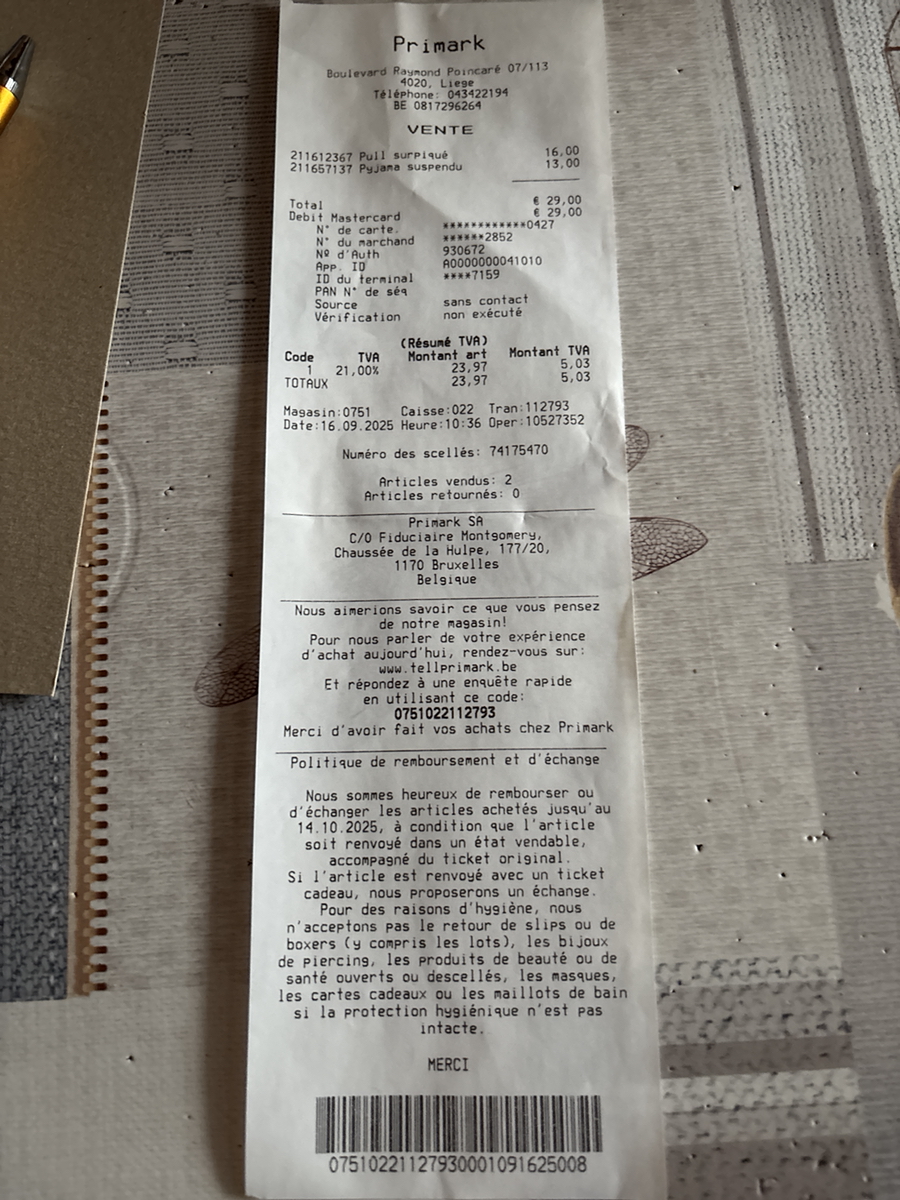 Primark
Boulevard Raymond Poincaré 07/113
4020, Liege
Téléphone: 043422194
BE 0817296264
VENTE
211612367 Pull surpiqué 16,00
211657137 Pyjama suspendu 13,00
Total € 29,00
Debit Mastercard € 29,00
N° de carte. ************0427
N° du marchand ******2852
Nº d'Auth 930672
App. ID A0000000041010
ID du terminal ****7159
PAN N° de séq
Source sans contact
Vérification non exécuté
(Résumé TVA)
Code TVA Montant art Montant TVA
1 21,00% 23,97 5,03
TOTAUX 23,97 5,03
Magasin:0751 Caisse:022 Tran:112793
Date:16.09.2025 Heure:10:36 Oper:10527352
Numéro des scellés: 74175470
Articles vendus: 2
Articles retournés: 0
Primark SA
C/O Fiduciaire Montgomery,
Chaussée de la Hulpe, 177/20,
1170 Bruxelles
Belgique
Nous aimerions savoir ce que vous pensez
de notre magasin!
Pour nous parler de votre expérience
d'achat aujourd'hui, rendez-vous sur:
www.tellprimark.be
Et répondez à une enquête rapide
en utilisant ce code:
0751022112793
Merci d'avoir fait vos achats chez Primark
Politique de remboursement et d'échange
Nous sommes heureux de rembourser ou
d'échanger les articles achetés jusqu'au
14.10.2025, à condition que l'article
soit renvoyé dans un état vendable,
accompagné du ticket original.
Si l'article est renvoyé avec un ticket
cadeau, nous proposerons un échange.
Pour des raisons d'hygiène, nous
n'acceptons pas le retour de slips ou de
boxers (y compris les lots), les bijoux
de piercing, les produits de beauté ou de
santé ouverts ou descellés, les masques,
les cartes cadeaux ou les maillots de bain
si la protection hygiénique n'est pas
intacte.
MERCI
07510221127930001091625008